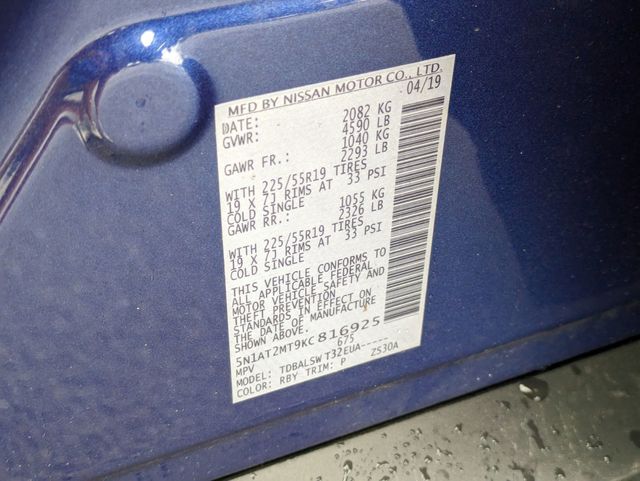 MFD BY NISSAN MOTOR CO., LTD.
DATE: 04/19
GVWR: 2082 KG
4590 LB
GAWR FR.: 1040 KG
2293 LB
WITH 225/55R19 TIRES
19 X 7J RIMS AT 33 PSI
COLD SINGLE
GAWR RR.: 1055 KG
2326 LB
WITH 225/55R19 TIRES
19 X 7J RIMS AT 33 PSI
COLD SINGLE
THIS VEHICLE CONFORMS TO
ALL APPLICABLE FEDERAL
MOTOR VEHICLE SAFETY AND
THEFT PREVENTION
STANDARDS IN EFFECT ON
THE DATE OF MANUFACTURE
SHOWN ABOVE.
5N1AT2MT9KC816925
MPV 675
MODEL: TDBALSW T32EUA-----
COLOR: RBY TRIM: P ZS30A